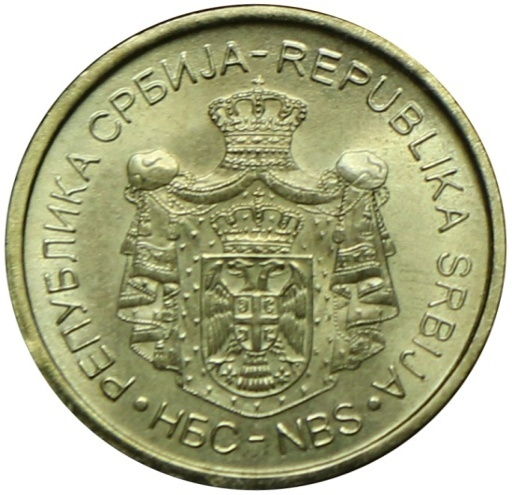 РЕПУБЛИКА СРБИЈА - REPUBLIKA SRBIJA
· НБС - NBS ·